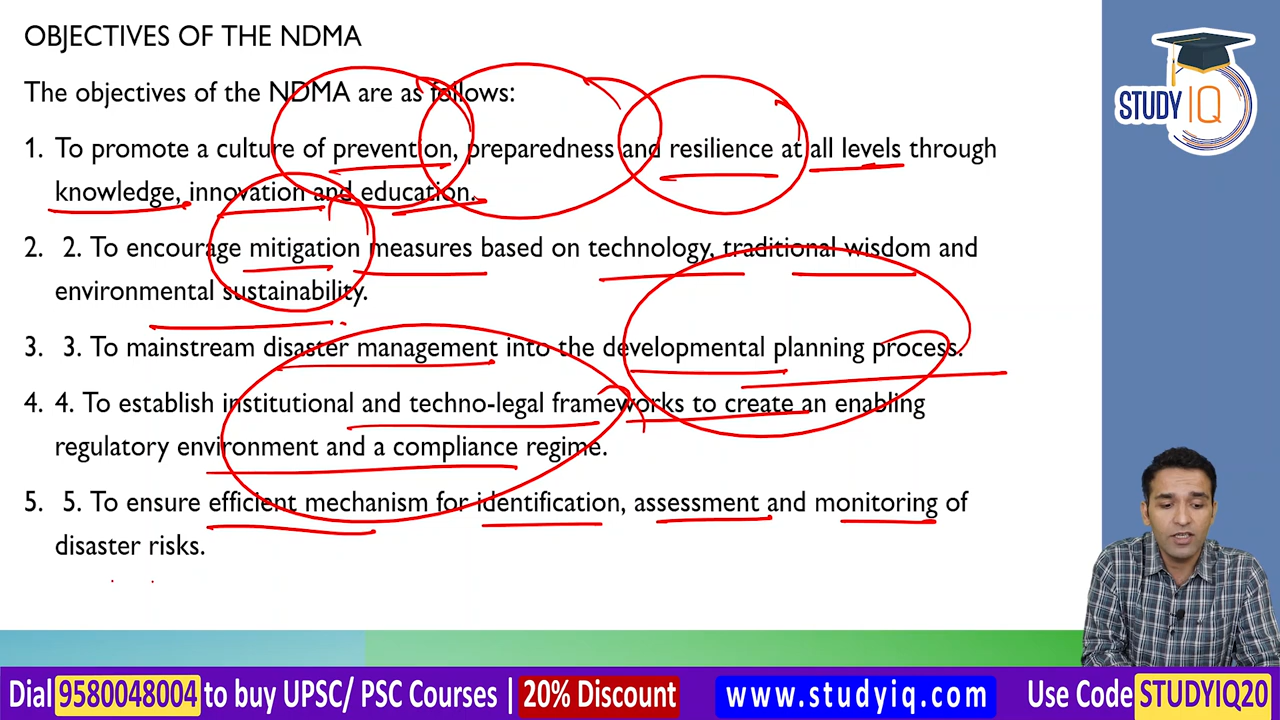 OBJECTIVES OF THE NDMA
The objectives of the NDMA are as follows:
1. To promote a culture of prevention, preparedness and resilience at all levels through
knowledge, innovation and education.
2. 2. To encourage mitigation measures based on technology, traditional wisdom and
environmental sustainability.
3. 3. To mainstream disaster management into the developmental planning process.
4. 4. To establish institutional and techno-legal frameworks to create an enabling
regulatory environment and a compliance regime.
5. 5. To ensure efficient mechanism for identification, assessment and monitoring of
disaster risks.
STUDY IQ
Dial 9580048004 to buy UPSC/ PSC Courses | 20% Discount www.studyiq.com Use Code STUDYIQ20